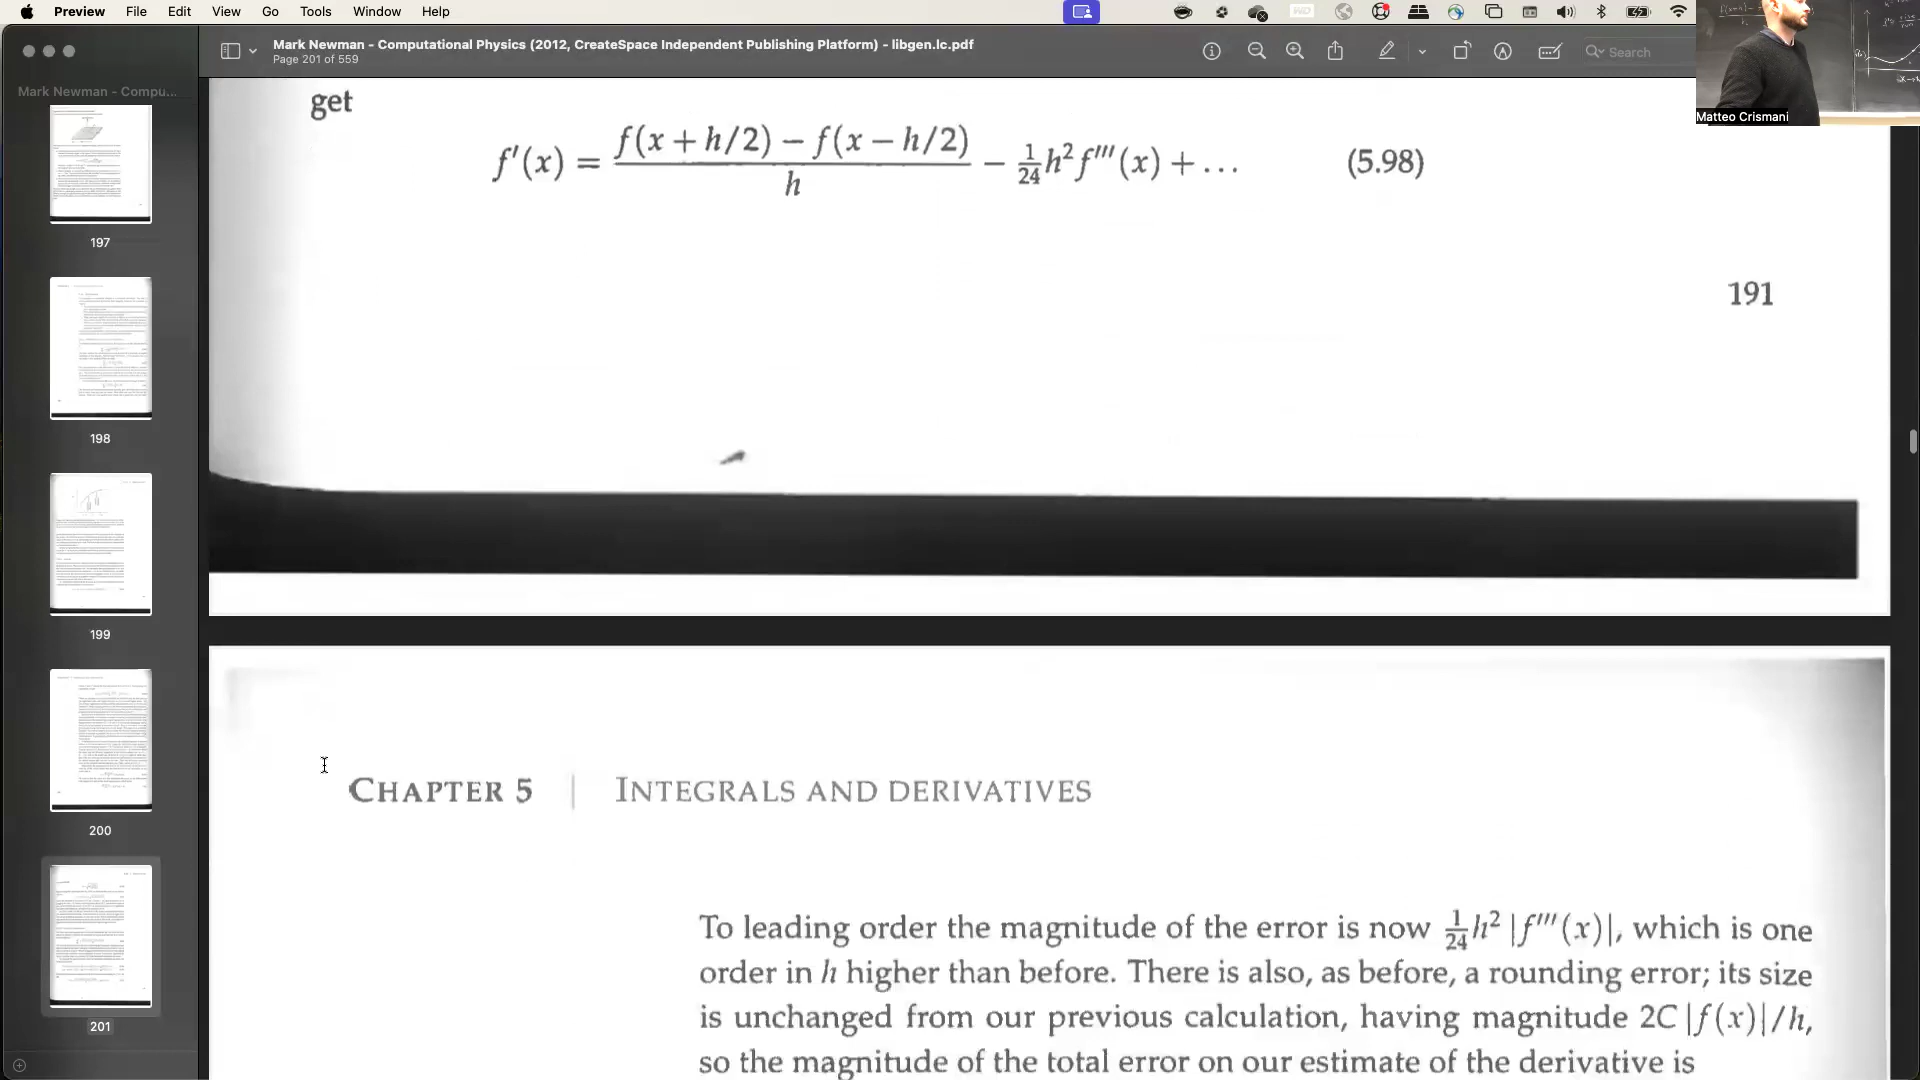 Preview File Edit View Go Tools Window Help
Mark Newman - Computational Physics (2012, CreateSpace Independent Publishing Platform) - libgen.lc.pdf
Page 201 of 559
Search
Matteo Crismani
Mark Newman - Compu...
197
198
199
200
201
get
f′(x) = (f(x + h/2) − f(x − h/2))/h − 1/24 h² f‴(x) + … (5.98)
191
CHAPTER 5 | INTEGRALS AND DERIVATIVES
To leading order the magnitude of the error is now 1/24 h² |f‴(x)|, which is one
order in h higher than before. There is also, as before, a rounding error; its size
is unchanged from our previous calculation, having magnitude 2C |f(x)|/h,
so the magnitude of the total error on our estimate of the derivative is